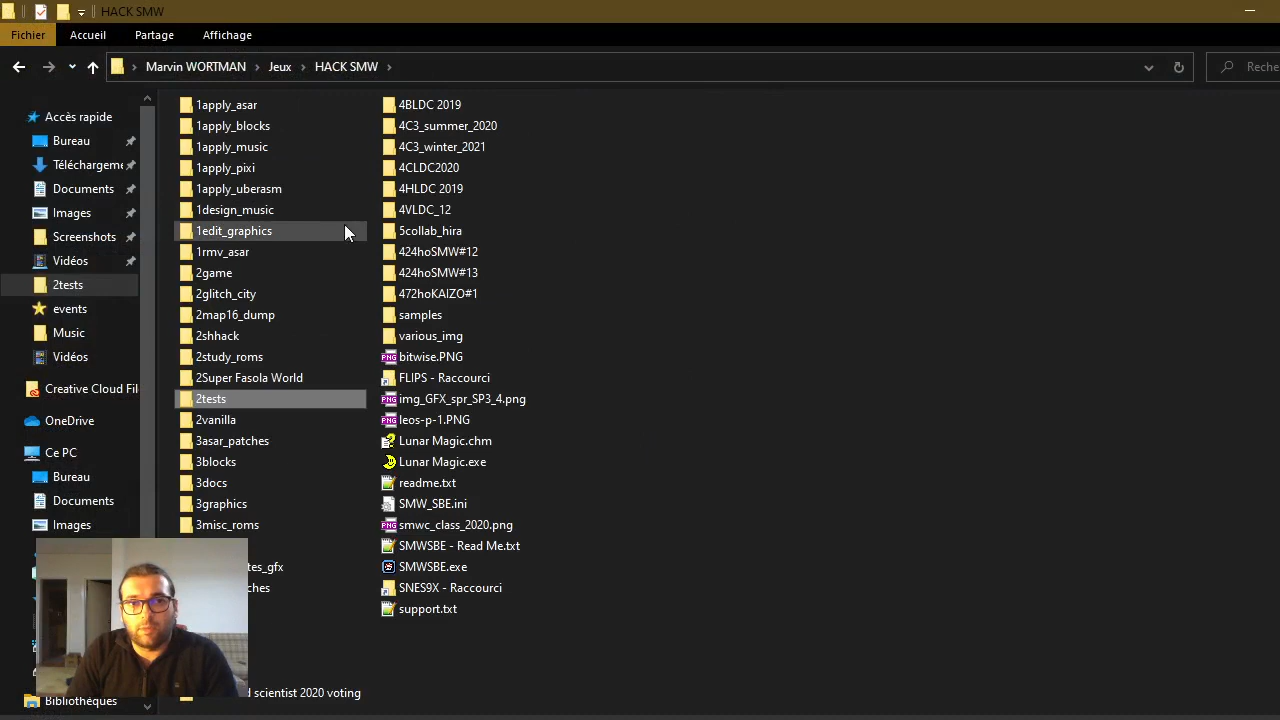 HACK SMW
Fichier Accueil Partage Affichage
Marvin WORTMAN Jeux HACK SMW Reche
Accès rapide
Bureau
Téléchargeme
Documents
Images
Screenshots
Vidéos
2tests
events
Music
Vidéos
Creative Cloud Fil
OneDrive
Ce PC
Bureau
Documents
Images
Bibliothèques
1apply_asar
1apply_blocks
1apply_music
1apply_pixi
1apply_uberasm
1design_music
1edit_graphics
1rmv_asar
2game
2glitch_city
2map16_dump
2shhack
2study_roms
2Super Fasola World
2tests
2vanilla
3asar_patches
3blocks
3docs
3graphics
3misc_roms
tes_gfx
ches
d scientist 2020 voting
4BLDC 2019
4C3_summer_2020
4C3_winter_2021
4CLDC2020
4HLDC 2019
4VLDC_12
5collab_hira
424hoSMW#12
424hoSMW#13
472hoKAIZO#1
samples
various_img
bitwise.PNG
FLIPS - Raccourci
img_GFX_spr_SP3_4.png
leos-p-1.PNG
Lunar Magic.chm
Lunar Magic.exe
readme.txt
SMW_SBE.ini
smwc_class_2020.png
SMWSBE - Read Me.txt
SMWSBE.exe
SNES9X - Raccourci
support.txt